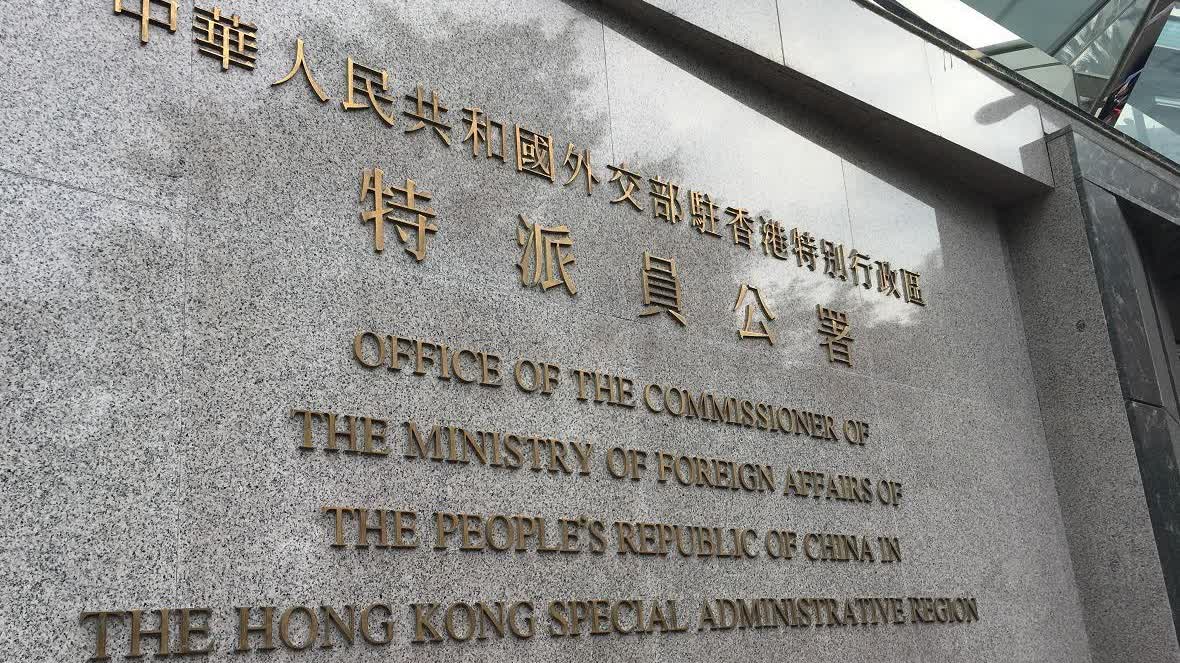 中華人民共和國外交部駐香港特別行政區
特派員公署
OFFICE OF THE COMMISSIONER OF
THE MINISTRY OF FOREIGN AFFAIRS OF
THE PEOPLE'S REPUBLIC OF CHINA IN
THE HONG KONG SPECIAL ADMINISTRATIVE REGION